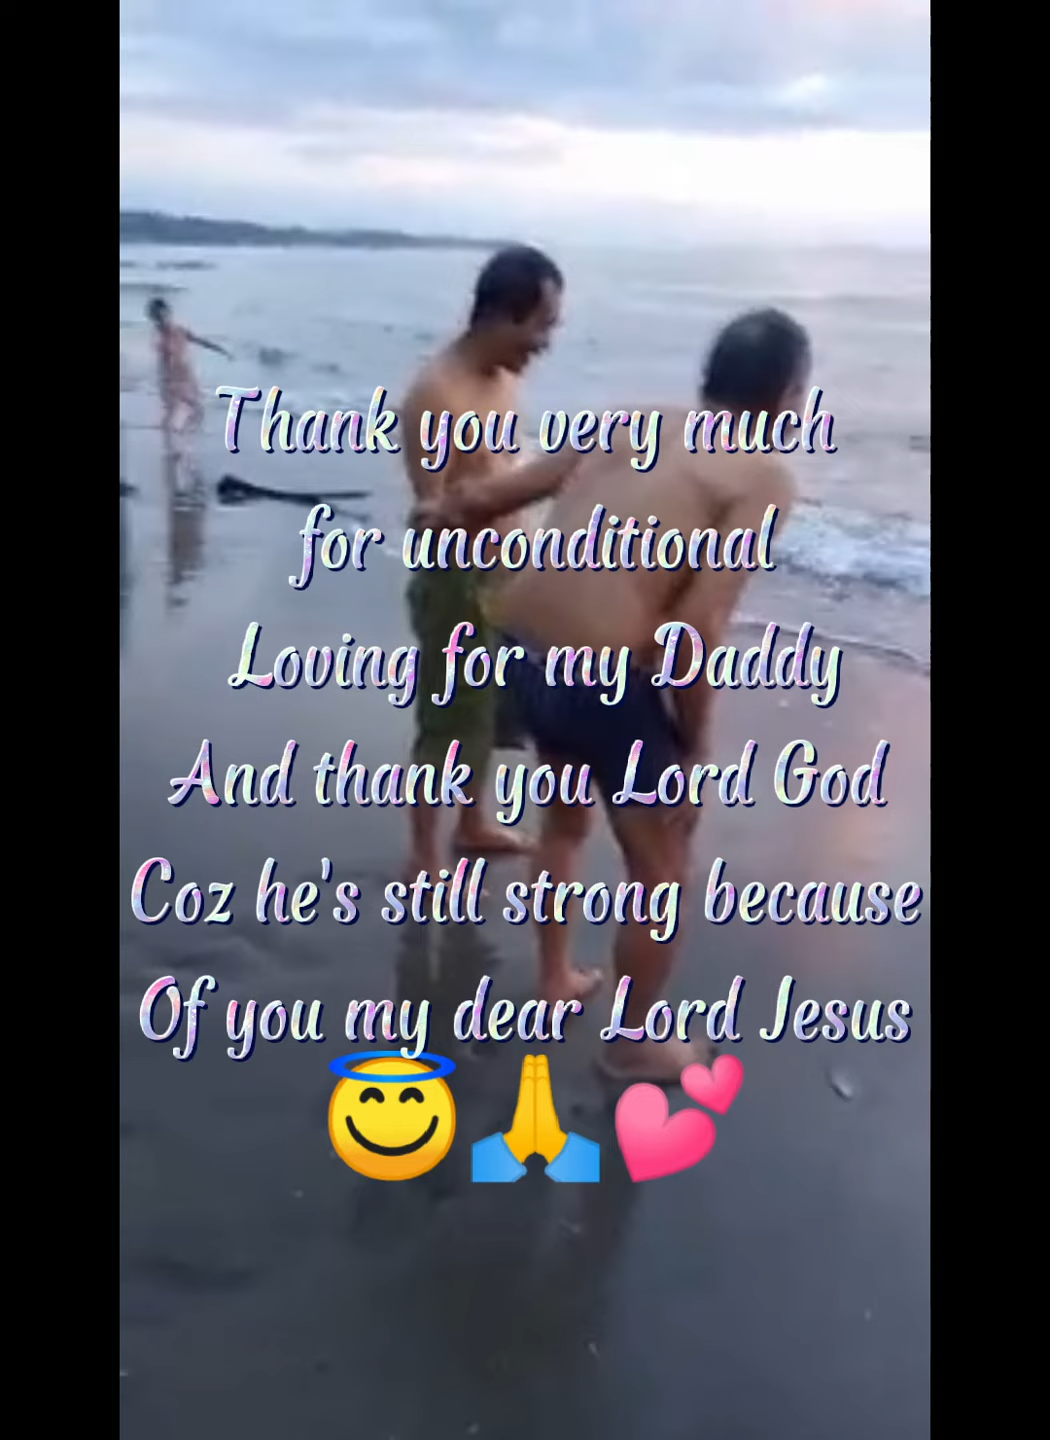 Thank you very much
for unconditional
Loving for my Daddy
And thank you Lord God
Coz he's still strong because
Of you my dear Lord Jesus
😇🙏💕